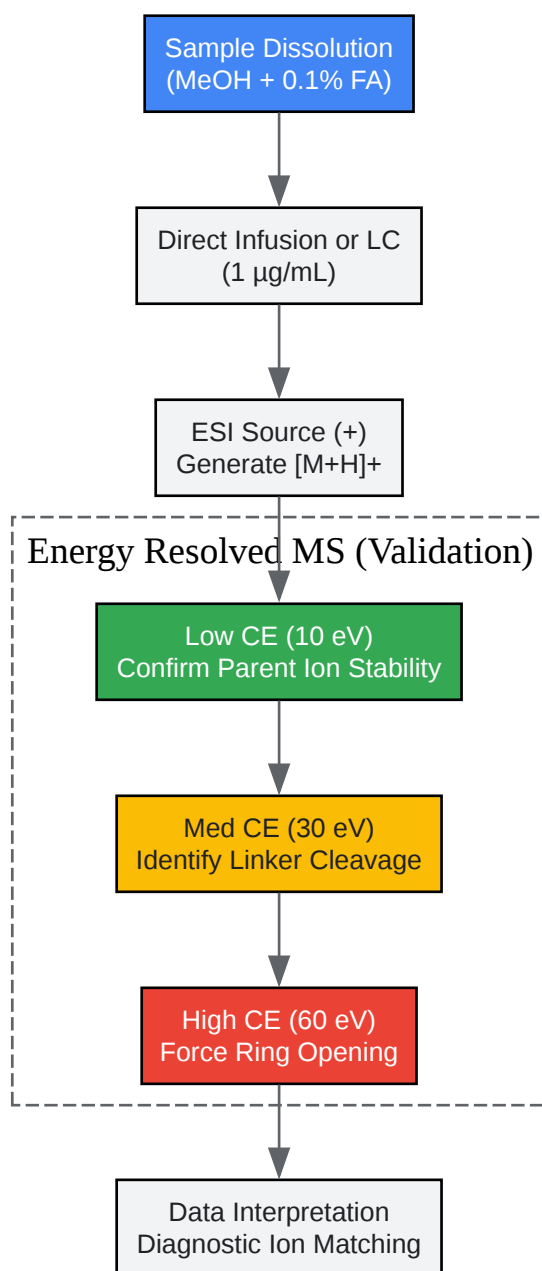 Sample Dissolution
(MeOH + 0.1% FA)
Direct Infusion or LC
(1 µg/mL)
ESI Source (+)
Generate [M+H]+
Energy Resolved MS (Validation)
Low CE (10 eV)
Confirm Parent Ion Stability
Med CE (30 eV)
Identify Linker Cleavage
High CE (60 eV)
Force Ring Opening
Data Interpretation
Diagnostic Ion Matching